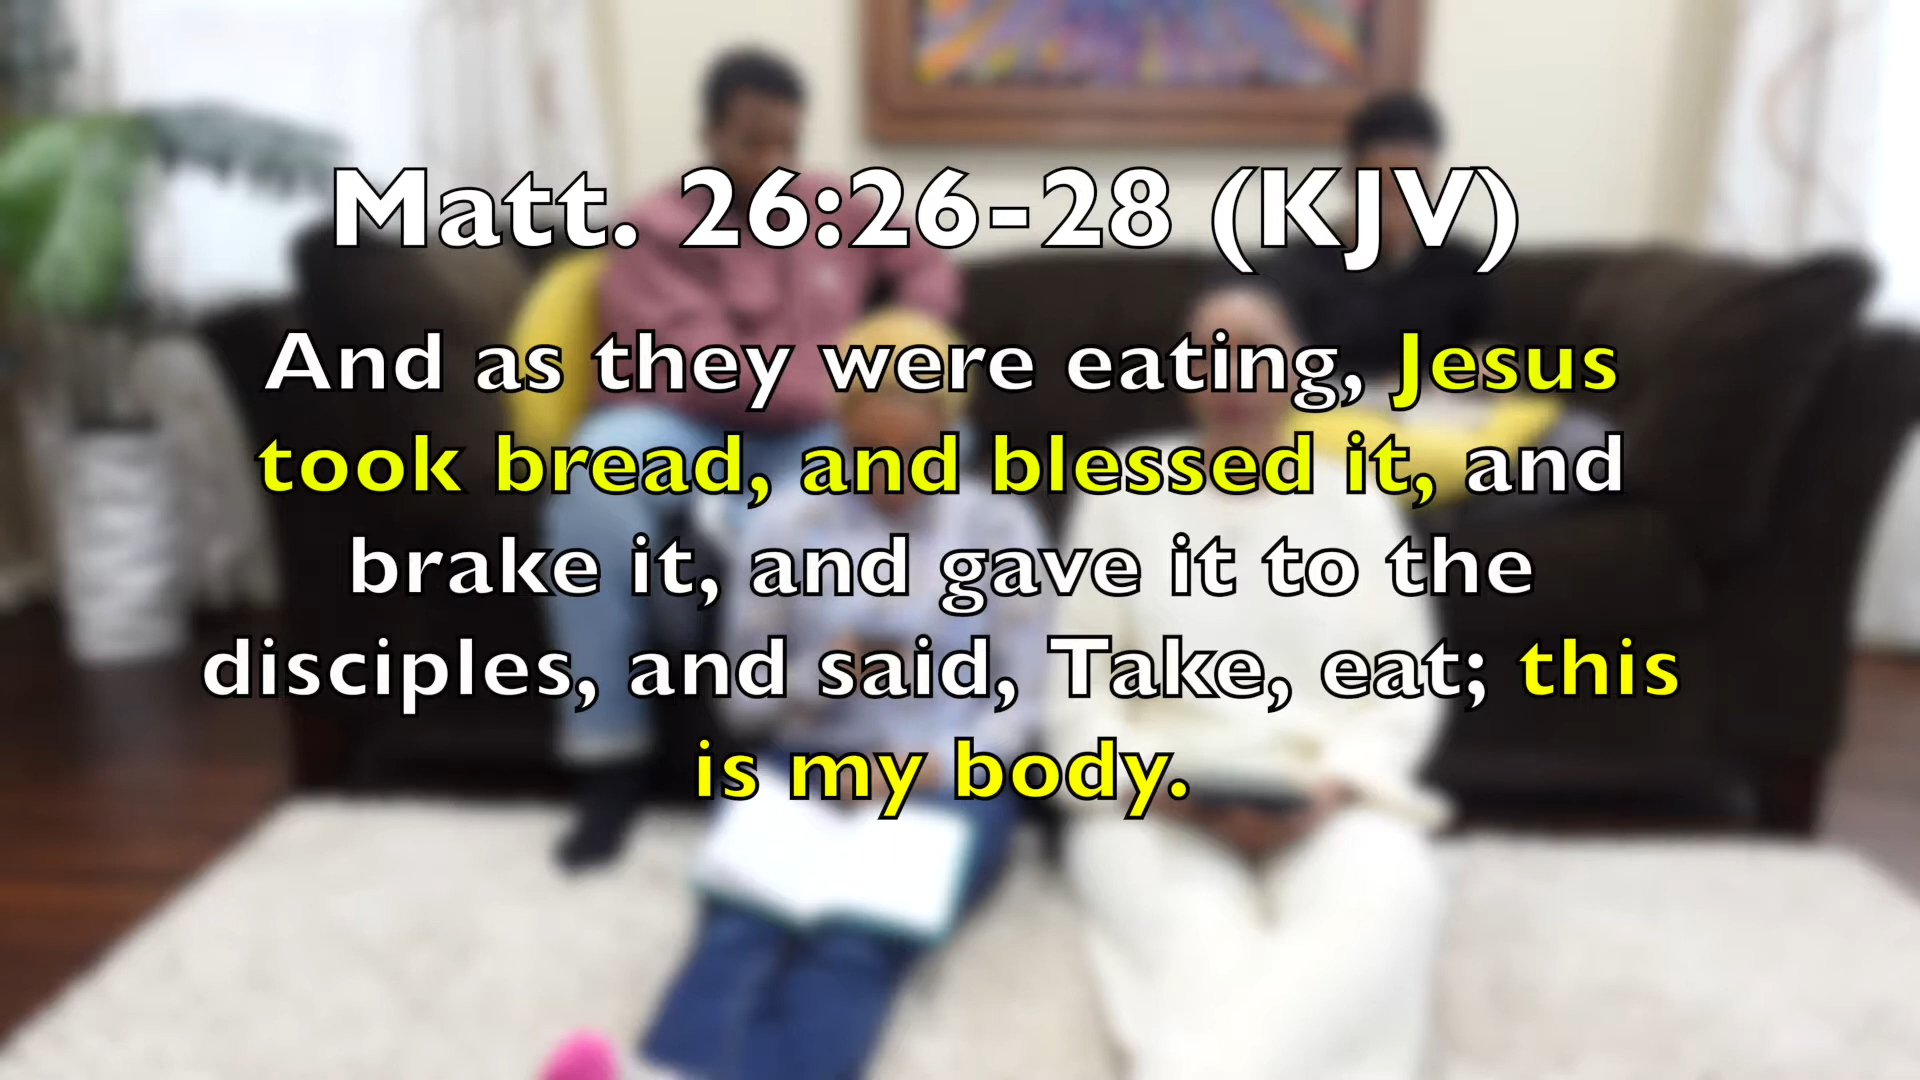 Matt. 26:26-28 (KJV)
And as they were eating, Jesus
took bread, and blessed it, and
brake it, and gave it to the
disciples, and said, Take, eat; this
is my body.